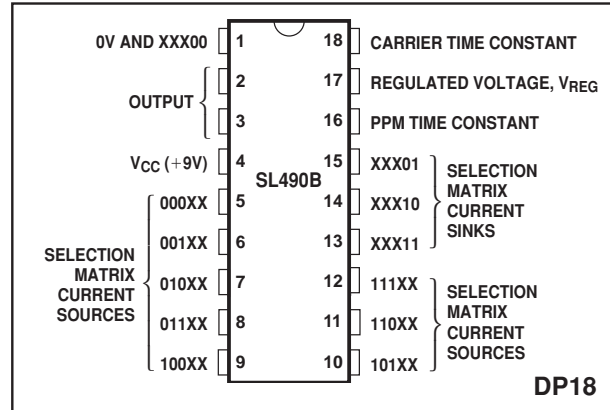 0V AND XXX00 1 18 CARRIER TIME CONSTANT
2 17 REGULATED VOLTAGE, VREG
OUTPUT
3 16 PPM TIME CONSTANT
VCC (+9V) 4 15 XXX01
SL490B
000XX 5 14 XXX10
001XX 6 13 XXX11
SELECTION
MATRIX
CURRENT
SINKS
010XX 7 12 111XX
011XX 8 11 110XX
100XX 9 10 101XX
SELECTION
MATRIX
CURRENT
SOURCES
SELECTION
MATRIX
CURRENT
SOURCES
DP18